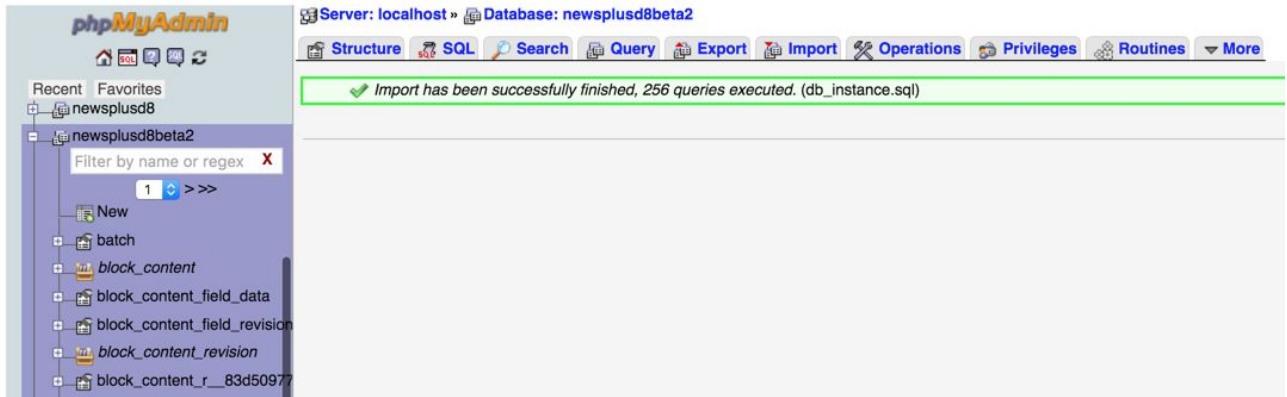 phpMyAdmin
Server: localhost » Database: newsplusd8beta2
Structure SQL Search Query Export Import Operations Privileges Routines More
Import has been successfully finished, 256 queries executed. (db_instance.sql)
Recent Favorites
newsplusd8
newsplusd8beta2
Filter by name or regex X
1 > >>
New
batch
block_content
block_content_field_data
block_content_field_revision
block_content_revision
block_content_r__83d50977